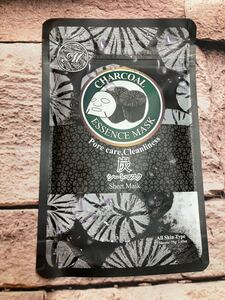 M
CHARCOAL
ESSENCE MASK
Pore care, Cleanliness
炭
シートマスク
Sheet Mask
All Skin Type